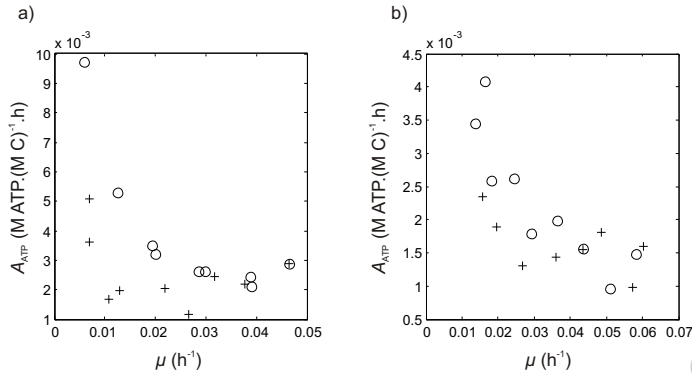 a)
x 10⁻³
10
9
8
7
6
5
4
3
2
1
A_ATP (M ATP.(M C)⁻¹.h)
0 0.01 0.02 0.03 0.04 0.05
μ (h⁻¹)
b)
x 10⁻³
4.5
4
3.5
3
2.5
2
1.5
1
0.5
A_ATP (M ATP.(M C)⁻¹.h)
0 0.01 0.02 0.03 0.04 0.05 0.06 0.07
μ (h⁻¹)